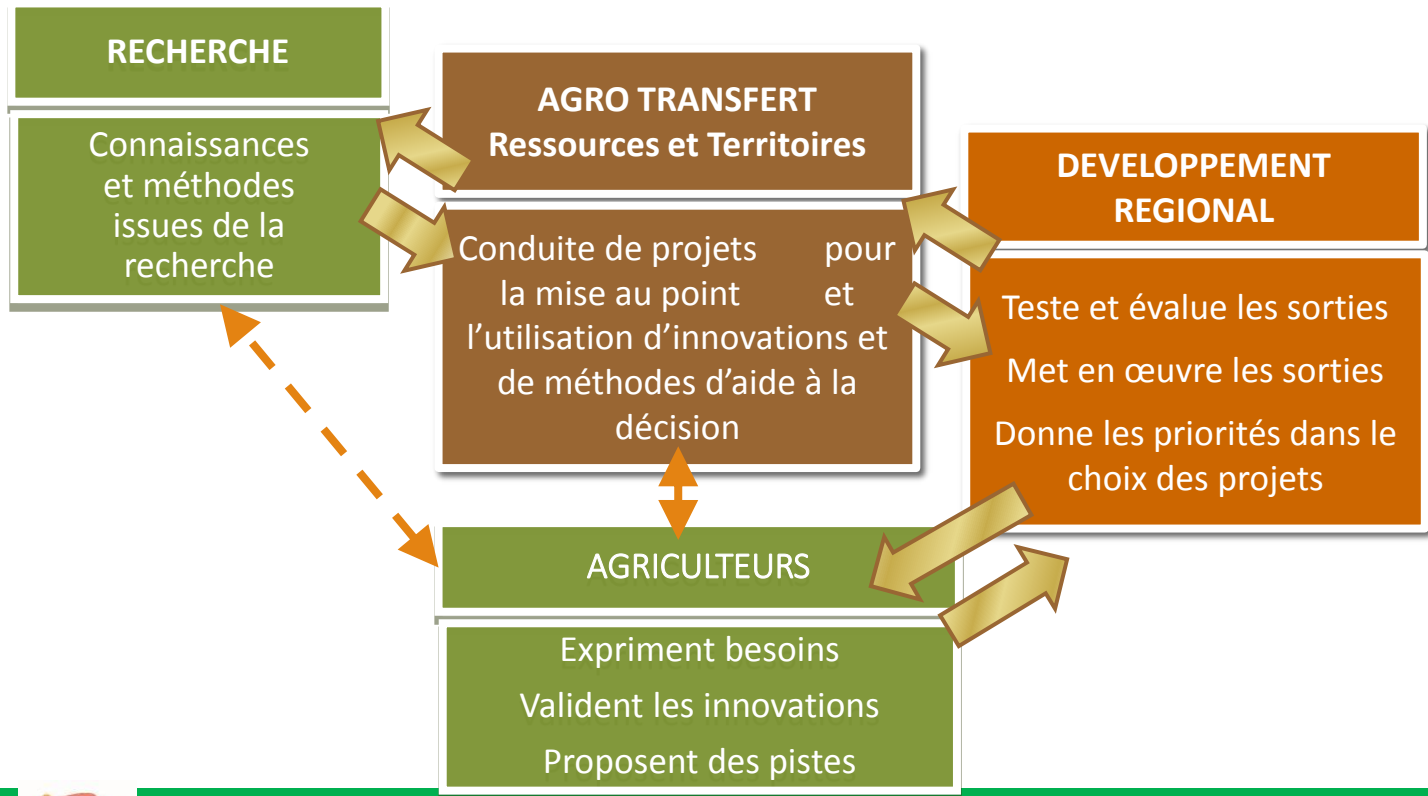 RECHERCHE
Connaissances
et méthodes
issues de la
recherche
AGRO TRANSFERT
Ressources et Territoires
Conduite de projets pour
la mise au point et
l’utilisation d’innovations et
de méthodes d’aide à la
décision
DEVELOPPEMENT
REGIONAL
Teste et évalue les sorties
Met en œuvre les sorties
Donne les priorités dans le
choix des projets
AGRICULTEURS
Expriment besoins
Valident les innovations
Proposent des pistes